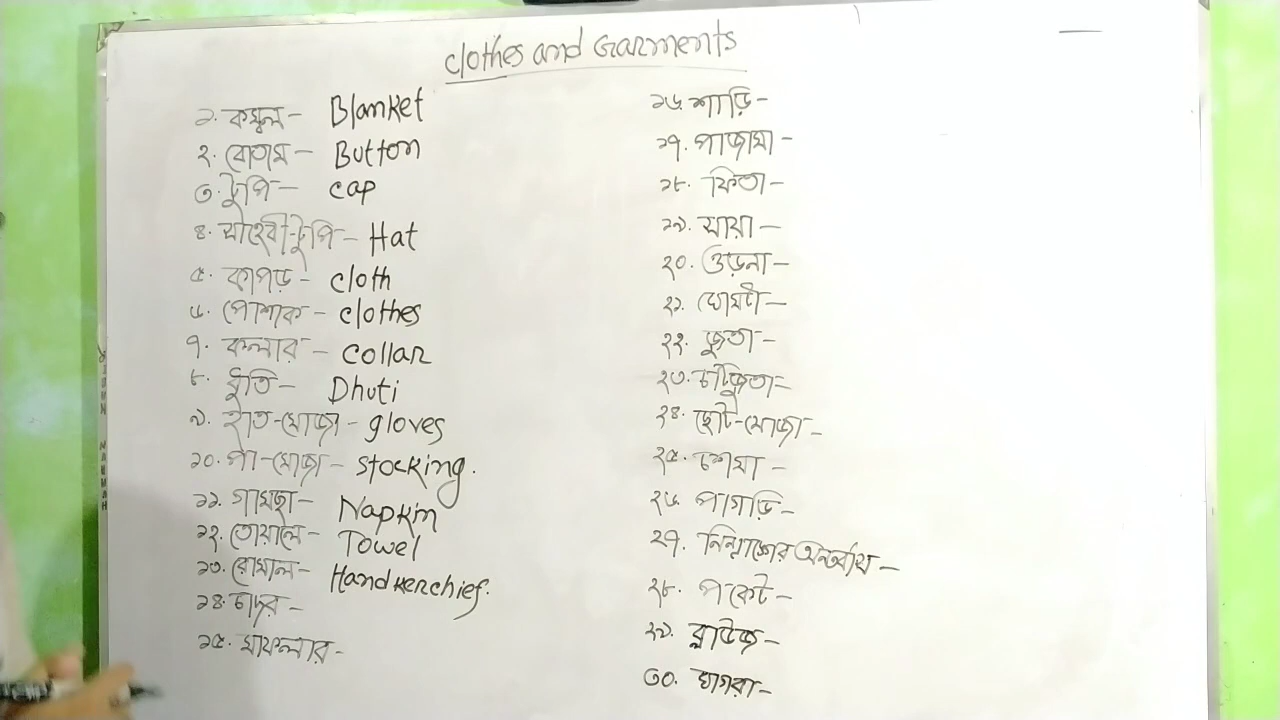 Clothes and Garments
১. কম্বল - Blanket
২. বোতাম - Button
৩. টুপি - cap
৪. সাহেবী-টুপি - Hat
৫. কাপড় - cloth
৬. পোশাক - clothes
৭. কলার - collar
৮. ধুতি - Dhuti
৯. হাত-মোজা - gloves
১০. পা-মোজা - stocking.
১১. গামছা - Napkin
১২. তোয়ালে - Towel
১৩. রোমাল - Handkerchief.
১৪. চাদর -
১৫. মাফলার -
১৬. শাড়ি -
১৭. পাজামা -
১৮. ফিতা -
১৯. সায়া -
২০. ওড়না -
২১. ঘোমটা -
২২. জুতা -
২৩. চটিজুতা -
২৪. ছোট-মোজা -
২৫. চশমা -
২৬. পাগড়ি -
২৭. নিন্মাঙ্গের অন্তর্বাস -
২৮. পকেট -
২৯. ব্লাউজ -
৩০. ঘাগরা -